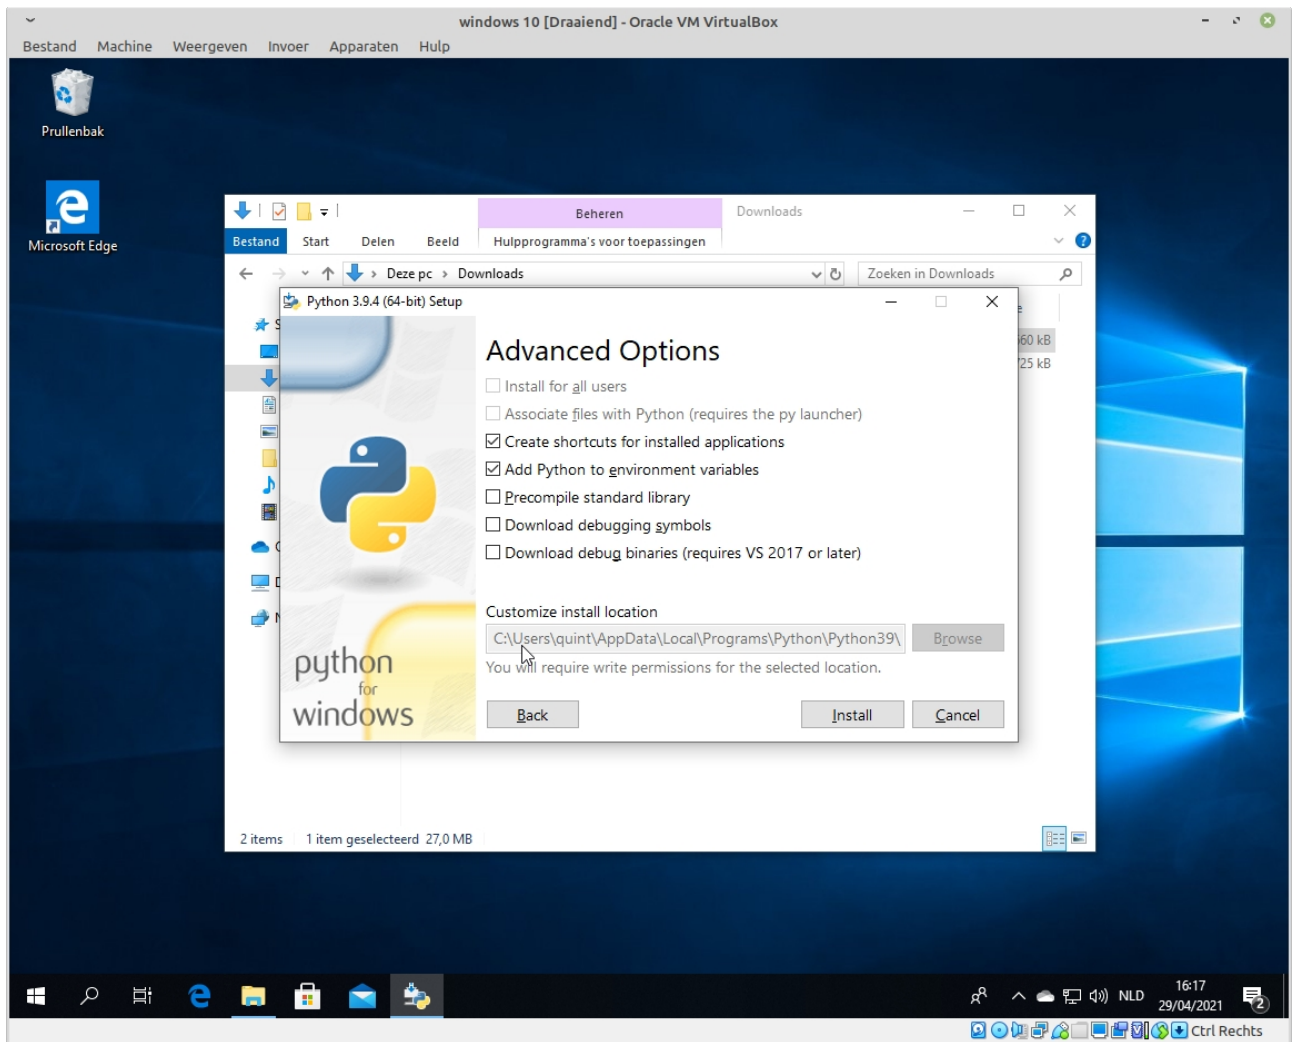 windows 10 [Draaiend] - Oracle VM VirtualBox
Bestand Machine Weergeven Invoer Apparaten Hulp
Prullenbak
Microsoft Edge
Beheren Downloads
Bestand Start Delen Beeld Hulpprogramma's voor toepassingen
Deze pc > Downloads Zoeken in Downloads
Python 3.9.4 (64-bit) Setup
Advanced Options
Install for all users
Associate files with Python (requires the py launcher)
Create shortcuts for installed applications
Add Python to environment variables
Precompile standard library
Download debugging symbols
Download debug binaries (requires VS 2017 or later)
Customize install location
C:\Users\quint\AppData\Local\Programs\Python\Python39\ Browse
You will require write permissions for the selected location.
Back Install Cancel
python
for
windows
60 kB
25 kB
2 items 1 item geselecteerd 27,0 MB
NLD
16:17
29/04/2021
2
Ctrl Rechts